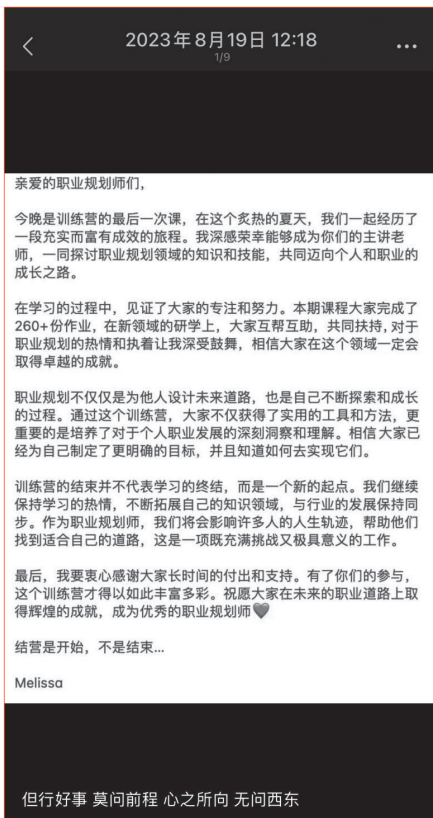 2023年8月19日 12:18
1/9
亲爱的职业规划师们,
今晚是训练营的最后一次课，在这个炙热的夏天，我们一起经历了
一段充实而富有成效的旅程。我深感荣幸能够成为你们的主讲老
师，一同探讨职业规划领域的知识和技能，共同迈向个人和职业的
成长之路。
在学习的过程中，见证了大家的专注和努力。本期课程大家完成了
260+份作业，在新领域的研学上，大家互帮互助，共同扶持，对于
职业规划的热情和执着让我深受鼓舞，相信大家在这个领域一定会
取得卓越的成就。
职业规划不仅仅是为他人设计未来道路，也是自己不断探索和成长
的过程。通过这个训练营，大家不仅获得了实用的工具和方法，更
重要的是培养了对于个人职业发展的深刻洞察和理解。相信大家已
经为自己制定了更明确的目标，并且知道如何去实现它们。
训练营的结束并不代表学习的终结，而是一个新的起点。我们继续
保持学习的热情，不断拓展自己的知识领域，与行业的发展保持同
步。作为职业规划师，我们将会影响许多人的人生轨迹，帮助他们
找到适合自己的道路，这是一项既充满挑战又极具意义的工作。
最后，我要衷心感谢大家长时间的付出和支持。有了你们的参与，
这个训练营才得以如此丰富多彩。祝愿大家在未来的职业道路上取
得辉煌的成就，成为优秀的职业规划师🖤
结营是开始，不是结束...
Melissa
但行好事 莫问前程 心之所向 无问西东